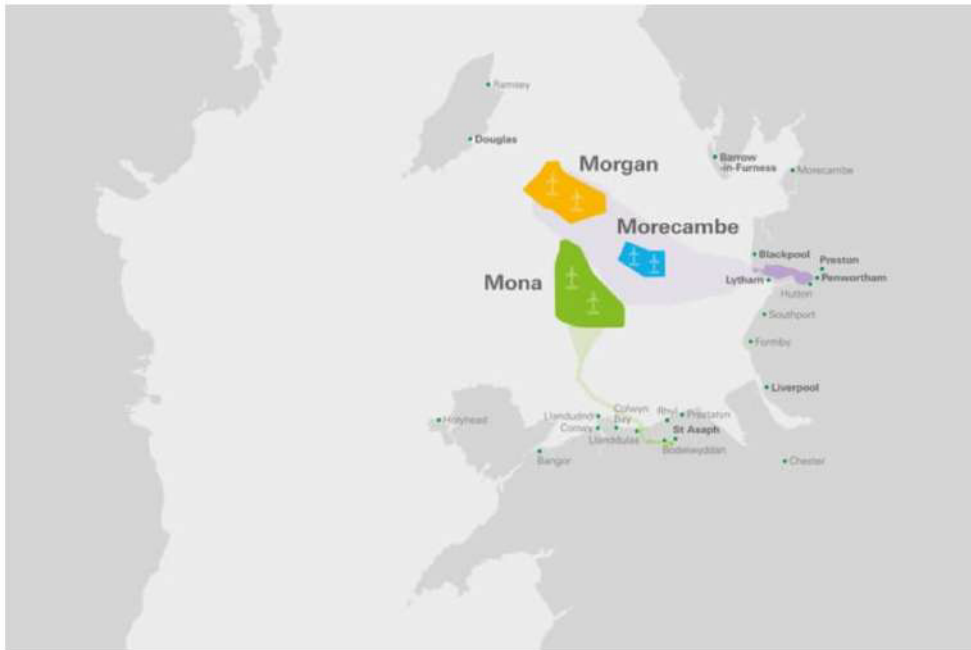 Ramsey
Douglas
Morgan
Barrow
-in-Furness
Morecambe
Morecambe
Mona
Blackpool
Preston
Lytham
Penwortham
Hutton
Southport
Formby
Liverpool
Holyhead
Llandudno
Colwyn
Bay
Rhyl
Prestatyn
Conwy
St Asaph
Llanddulas
Bodelwyddan
Bangor
Chester